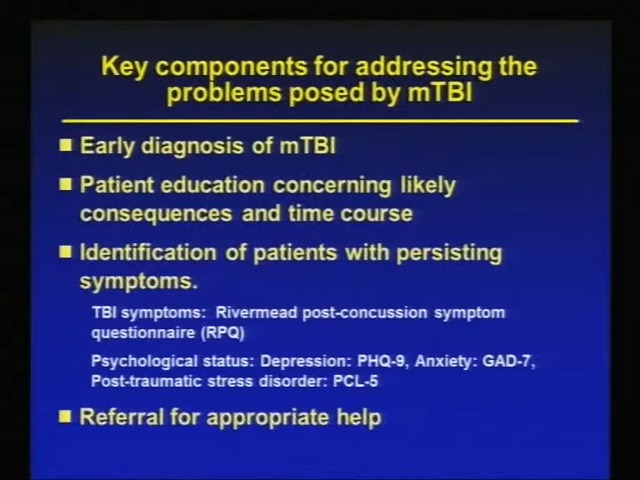 Key components for addressing the
problems posed by mTBI
Early diagnosis of mTBI
Patient education concerning likely
consequences and time course
Identification of patients with persisting
symptoms.
TBI symptoms: Rivermead post-concussion symptom
questionnaire (RPQ)
Psychological status: Depression: PHQ-9, Anxiety: GAD-7,
Post-traumatic stress disorder: PCL-5
Referral for appropriate help